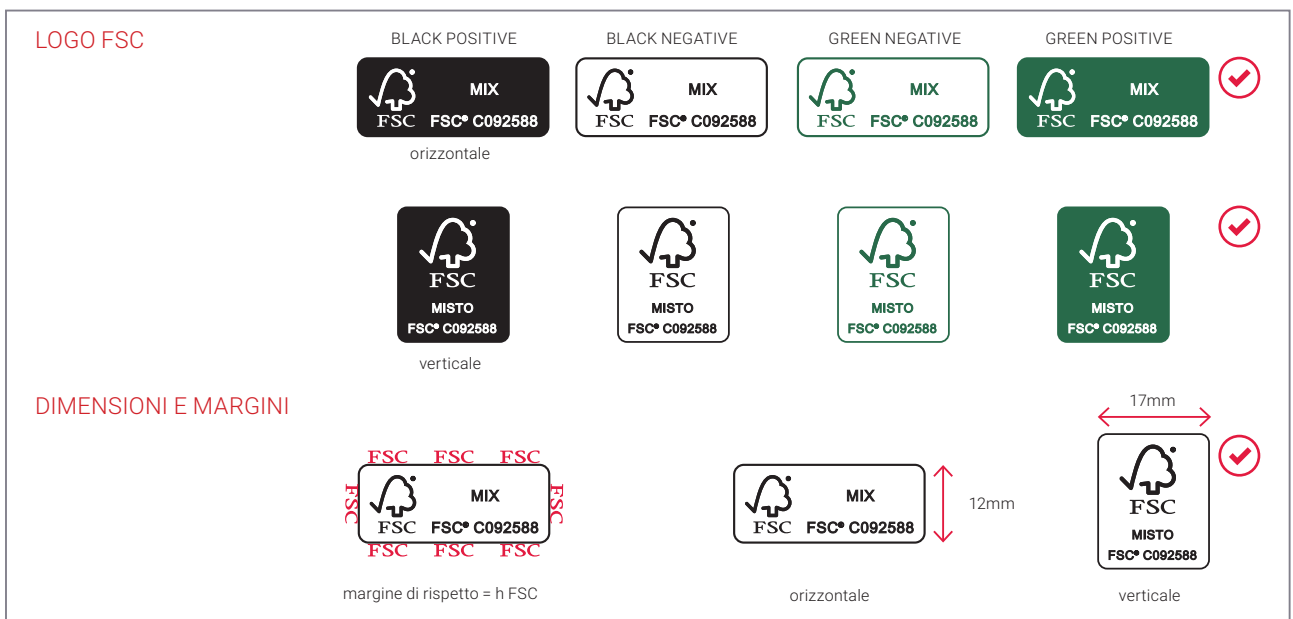 LOGO FSC
BLACK POSITIVE
BLACK NEGATIVE
GREEN NEGATIVE
GREEN POSITIVE
FSC
MIX
FSC® C092588
FSC
MIX
FSC® C092588
FSC
MIX
FSC® C092588
FSC
MIX
FSC® C092588
orizzontale
FSC
MISTO
FSC® C092588
FSC
MISTO
FSC® C092588
FSC
MISTO
FSC® C092588
FSC
MISTO
FSC® C092588
verticale
DIMENSIONI E MARGINI
FSC FSC FSC
FSC
FSC
MIX
FSC® C092588
FSC
FSC FSC FSC
margine di rispetto = h FSC
FSC
MIX
FSC® C092588
12mm
orizzontale
17mm
FSC
MISTO
FSC® C092588
verticale